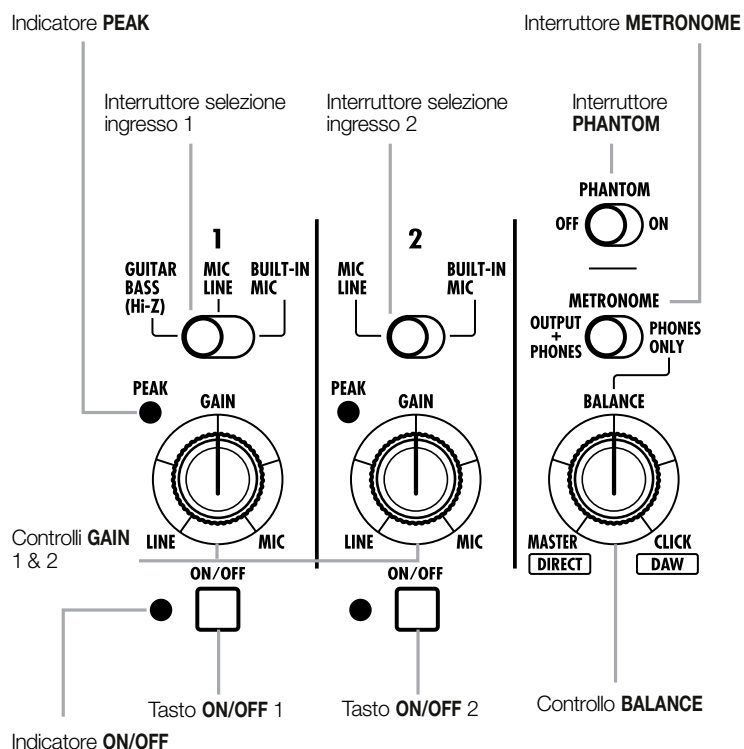 Indicatore PEAK
Interruttore METRONOME
Interruttore selezione
ingresso 1
Interruttore selezione
ingresso 2
Interruttore
PHANTOM
PHANTOM
OFF
ON
1
2
GUITAR
BASS
(Hi-Z)
MIC
LINE
BUILT-IN
MIC
MIC
LINE
BUILT-IN
MIC
METRONOME
OUTPUT
+
PHONES
PHONES
ONLY
PEAK
GAIN
PEAK
GAIN
BALANCE
Controlli GAIN
1 & 2
LINE
MIC
LINE
MIC
MASTER
DIRECT
CLICK
DAW
ON/OFF
ON/OFF
Tasto ON/OFF 1
Tasto ON/OFF 2
Controllo BALANCE
Indicatore ON/OFF